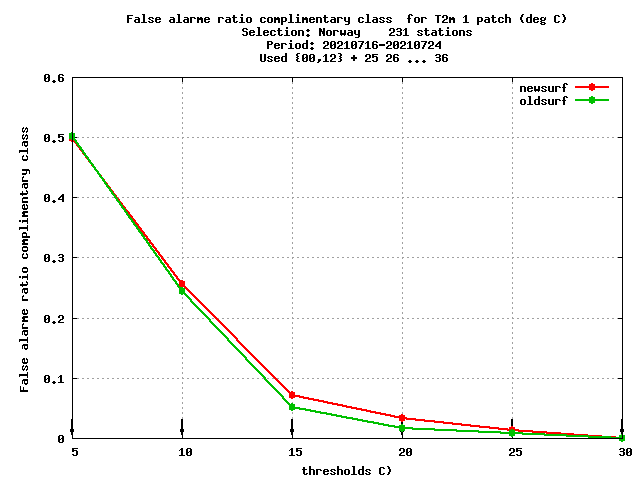 False alarme ratio complimentary class  for T2m 1 patch (deg C)
Selection: Norway    231 stations
Period: 20210716-20210724
Used {00,12} + 25 26 ... 36
newsurf
oldsurf
False alarme ratio complimentary class
0.6
0.5
0.4
0.3
0.2
0.1
0
5 10 15 20 25 30
thresholds C)